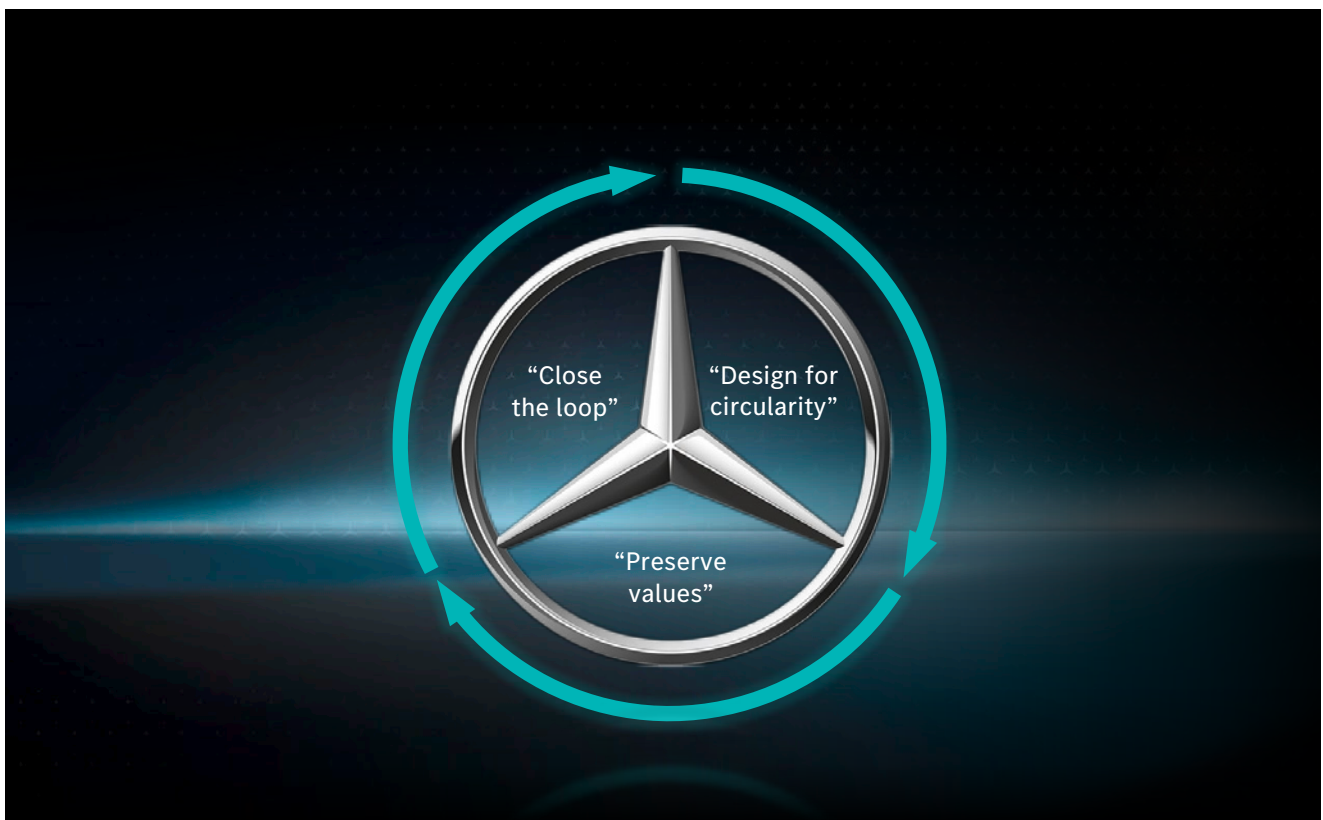 “Close
the loop”
“Design for
circularity”
“Preserve
values”